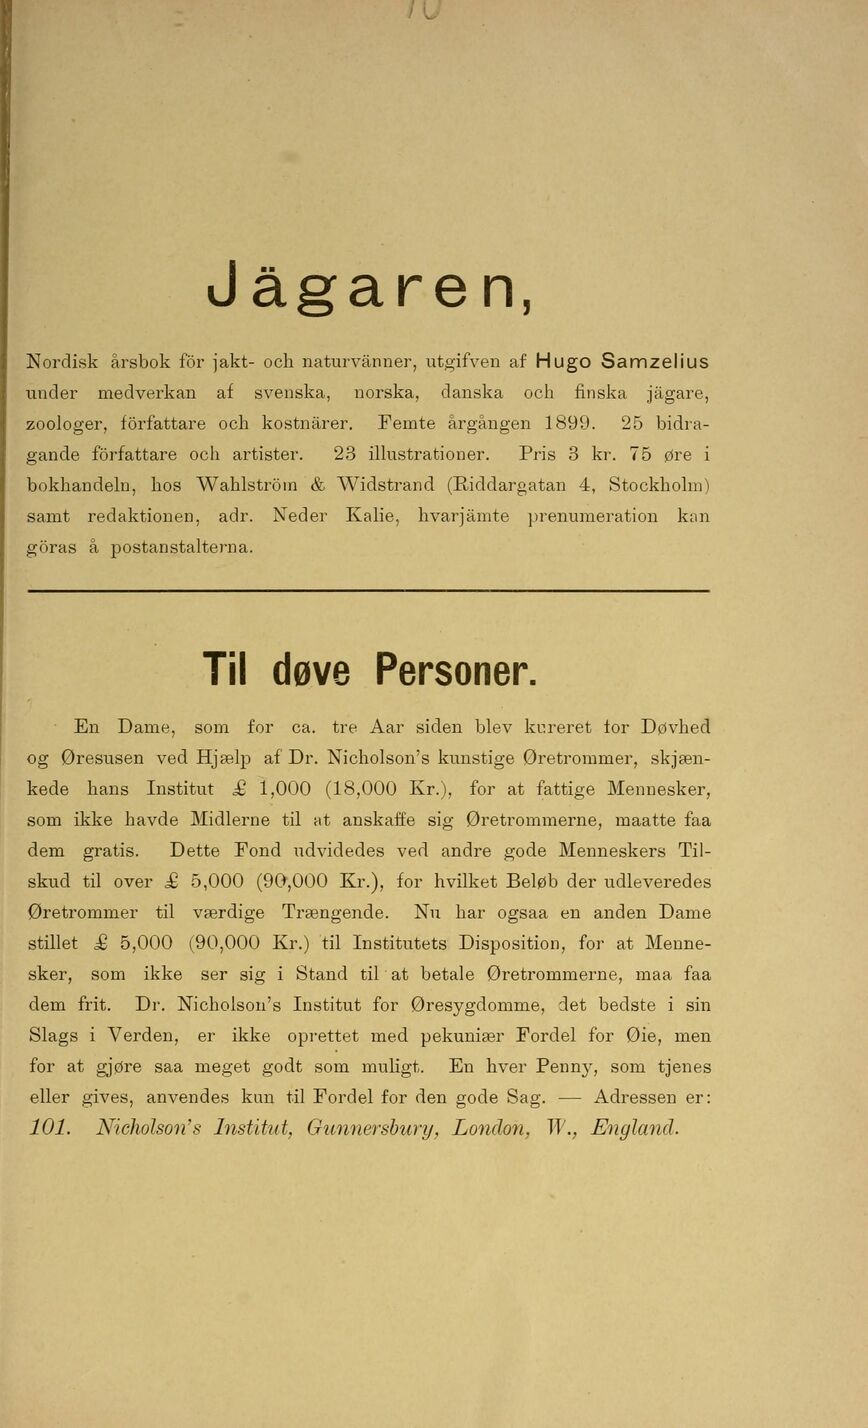 Jägaren,
Nordisk årsbok för jakt- och naturvänner, utgifven af Hugo Samzelius
under medverkan af svenska, norska, danska och finska jägare,
zoologer, författare och kostnärer. Femte årgången 1899. 25 bidra-
gande författare och artister. 23 illustrationer. Pris 3 kr. 75 øre i
bokhandeln, hos Wahlström & Widstrand (Riddargatan 4, Stockholm)
samt redaktionen, adr. Neder Kalie, hvarjämte prenumeration kan
göras å postanstalterna.
Til døve Personer.
En Dame, som for ca. tre Aar siden blev kureret for Døvhed
og Øresusen ved Hjælp af Dr. Nicholson's kunstige Øretrommer, skjæn-
kede hans Institut £ 1,000 (18,000 Kr.), for at fattige Mennesker,
som ikke havde Midlerne til at anskaffe sig Øretrommerne, maatte faa
dem gratis. Dette Fond udvidedes ved andre gode Menneskers Til-
skud til over £ 5,000 (90,000 Kr.), for hvilket Beløb der udleveredes
Øretrommer til værdige Trængende. Nu har ogsaa en anden Dame
stillet £ 5,000 (90,000 Kr.) til Institutets Disposition, for at Menne-
sker, som ikke ser sig i Stand til at betale Øretrommerne, maa faa
dem frit. Dr. Nicholson's Institut for Øresygdomme, det bedste i sin
Slags i Verden, er ikke oprettet med pekuniær Fordel for Øie, men
for at gjøre saa meget godt som muligt. En hver Penny, som tjenes
eller gives, anvendes kun til Fordel for den gode Sag. — Adressen er:
101. Nicholson's Institut, Gunnersbury, London, W., England.